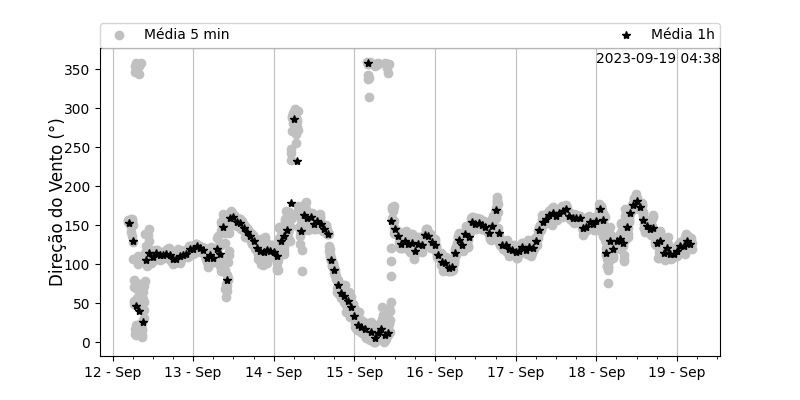 Média 5 min
Média 1h
2023-09-19 04:38
Direção do Vento (°)
350
300
250
200
150
100
50
0
12 - Sep
13 - Sep
14 - Sep
15 - Sep
16 - Sep
17 - Sep
18 - Sep
19 - Sep